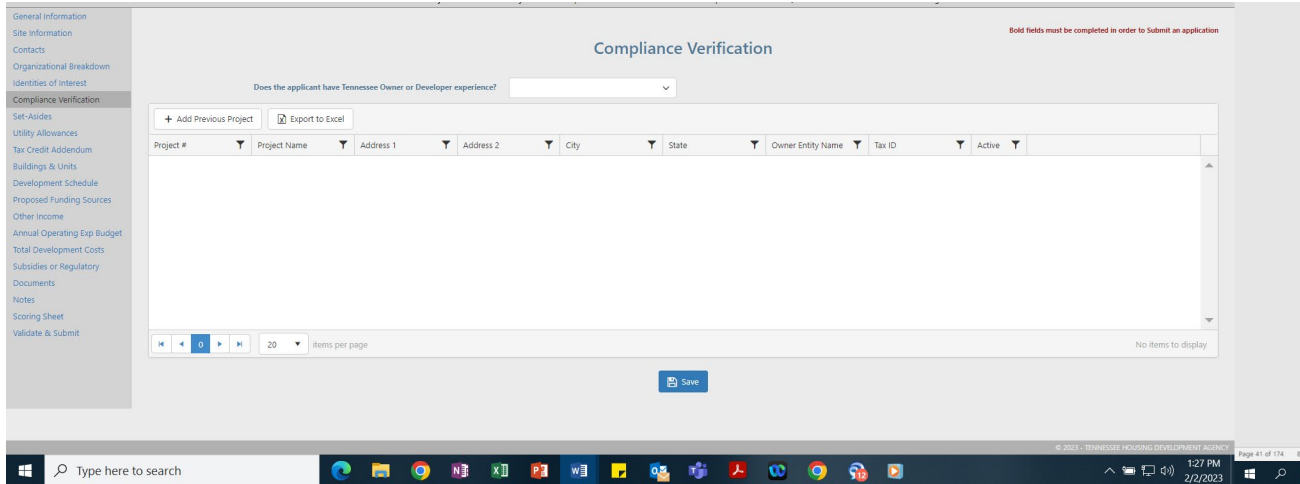 General Information
Site Information
Contacts
Organizational Breakdown
Identities of Interest
Compliance Verification
Set-Asides
Utility Allowances
Tax Credit Addendum
Buildings & Units
Development Schedule
Proposed Funding Sources
Other Income
Annual Operating Exp Budget
Total Development Costs
Subsidies or Regulatory
Documents
Notes
Scoring Sheet
Validate & Submit
Bold fields must be completed in order to Submit an application
Compliance Verification
Does the applicant have Tennessee Owner or Developer experience?
+ Add Previous Project Export to Excel
Project # Project Name Address 1 Address 2 City State Owner Entity Name Tax ID Active
0 20 items per page No items to display
Save
© 2023 - TENNESSEE HOUSING DEVELOPMENT AGENCY
Page 41 of 174
Type here to search
12
1:27 PM
2/2/2023